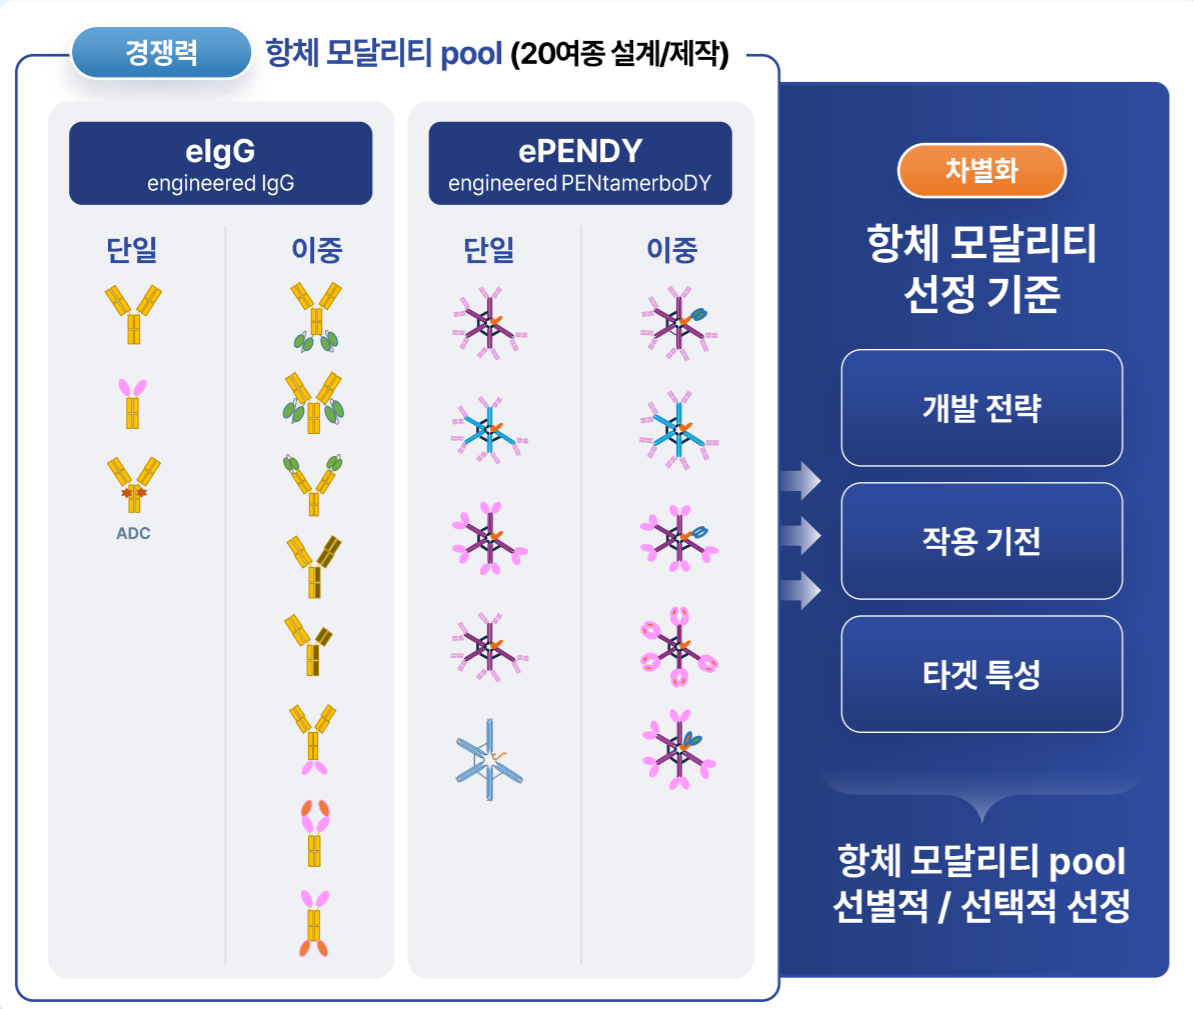 경쟁력
항체 모달리티 pool (20여종 설계/제작)
eIgG
engineered IgG
단일
이중
ADC
ePENDY
engineered PENtamerboDY
단일
이중
차별화
항체 모달리티
선정 기준
개발 전략
작용 기전
타겟 특성
항체 모달리티 pool
선별적 / 선택적 선정